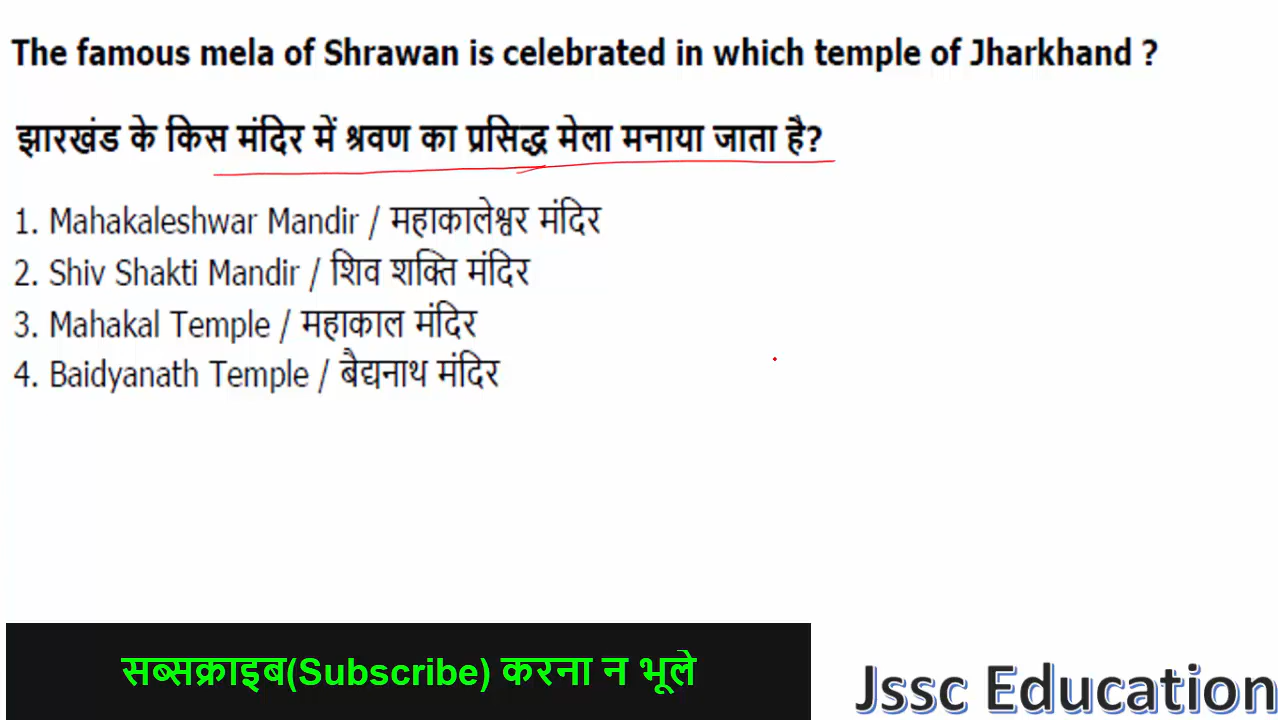 The famous mela of Shrawan is celebrated in which temple of Jharkhand ?
झारखंड के किस मंदिर में श्रवण का प्रसिद्ध मेला मनाया जाता है?
1. Mahakaleshwar Mandir / महाकालेश्वर मंदिर
2. Shiv Shakti Mandir / शिव शक्ति मंदिर
3. Mahakal Temple / महाकाल मंदिर
4. Baidyanath Temple / बैद्यनाथ मंदिर
सब्सक्राइब(Subscribe) करना न भूले
Jssc Education